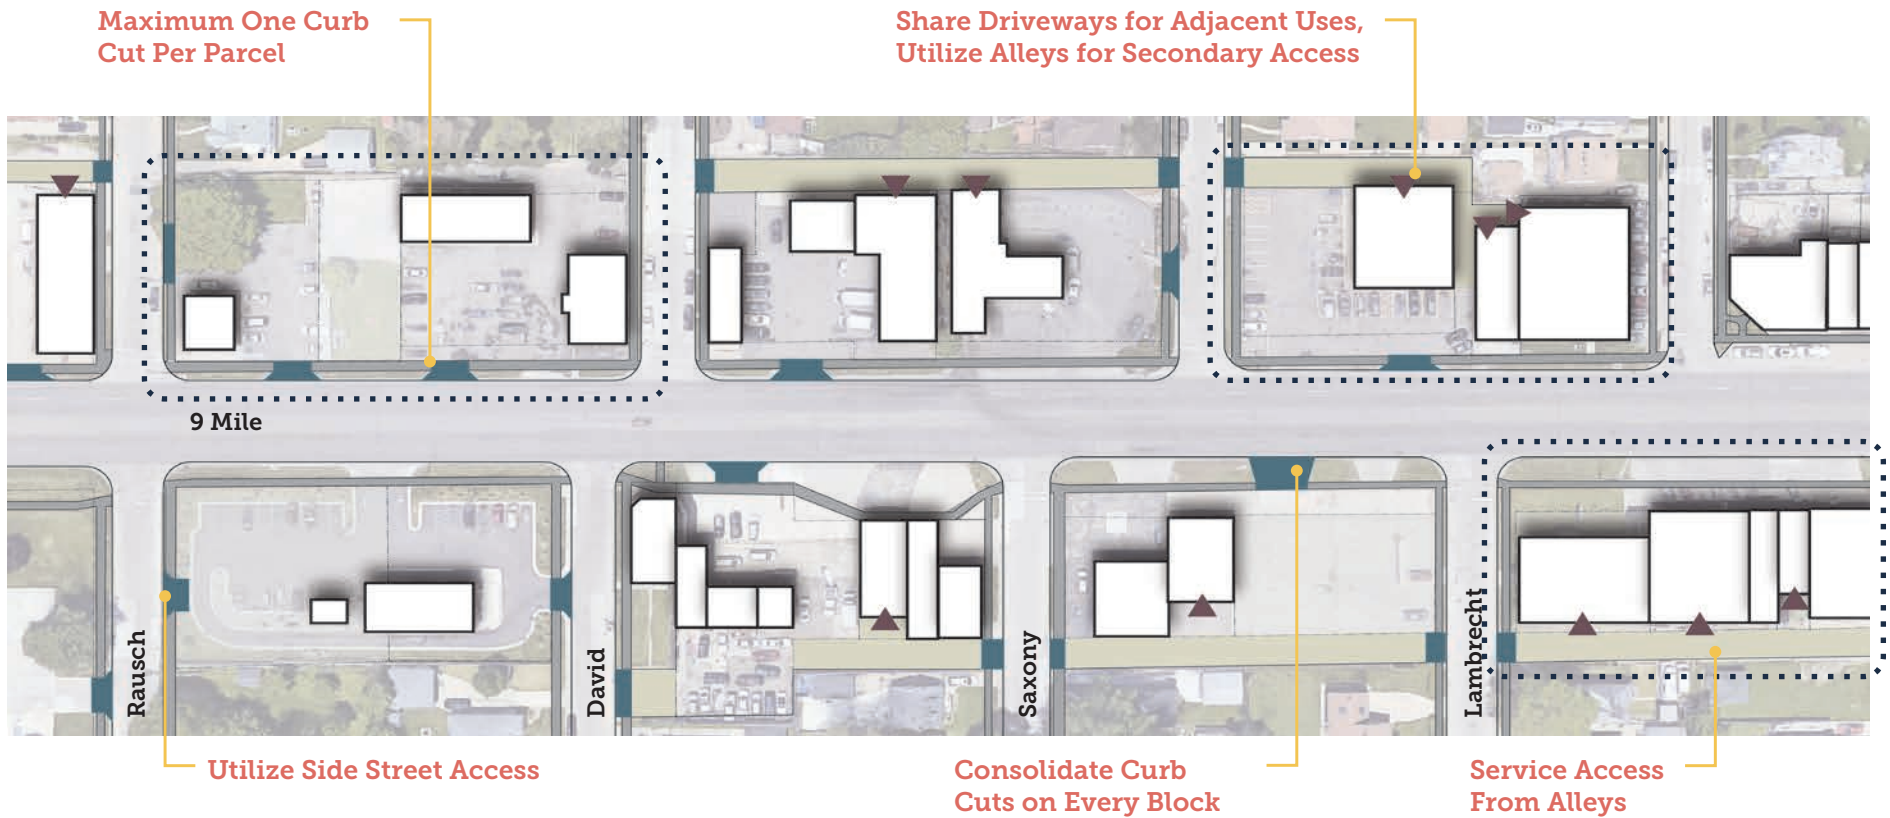 Maximum One Curb
Cut Per Parcel
Share Driveways for Adjacent Uses,
Utilize Alleys for Secondary Access
9 Mile
Rausch
David
Saxony
Lambrecht
Utilize Side Street Access
Consolidate Curb
Cuts on Every Block
Service Access
From Alleys